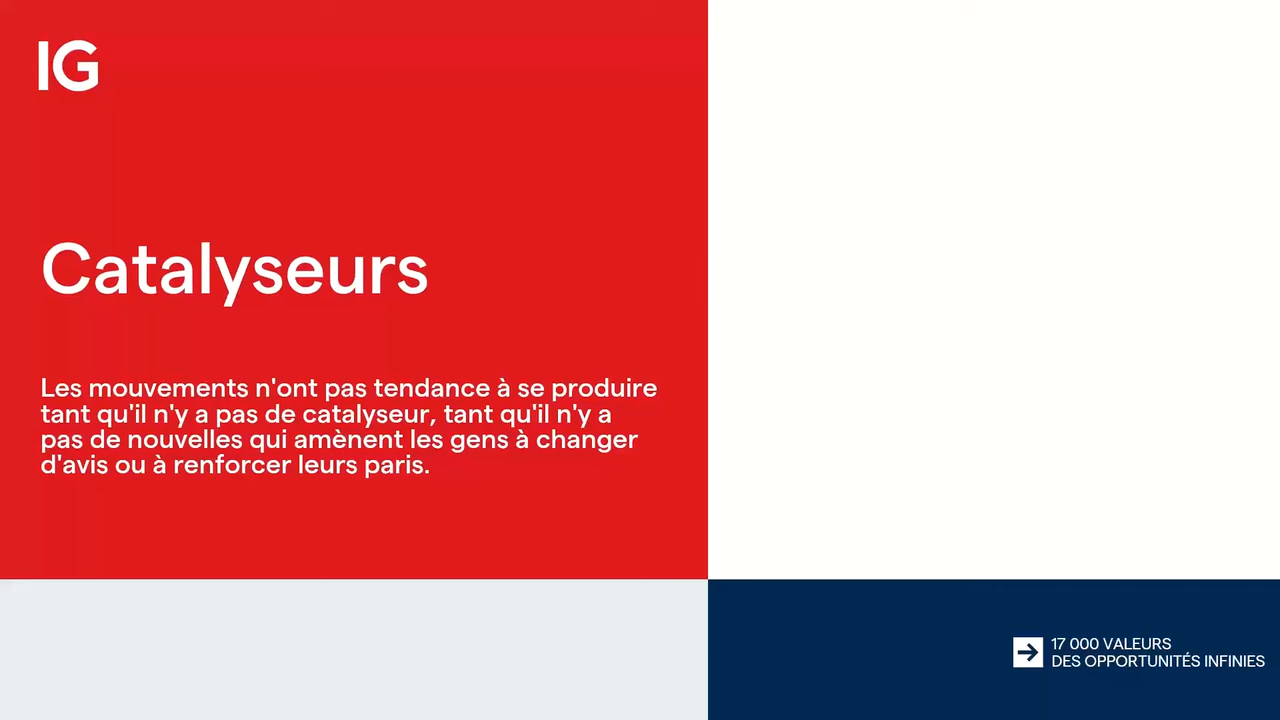 IG
Catalyseurs
Les mouvements n'ont pas tendance à se produire
tant qu'il n'y a pas de catalyseur, tant qu'il n'y a
pas de nouvelles qui amènent les gens à changer
d'avis ou à renforcer leurs paris.
17 000 VALEURS
DES OPPORTUNITÉS INFINIES